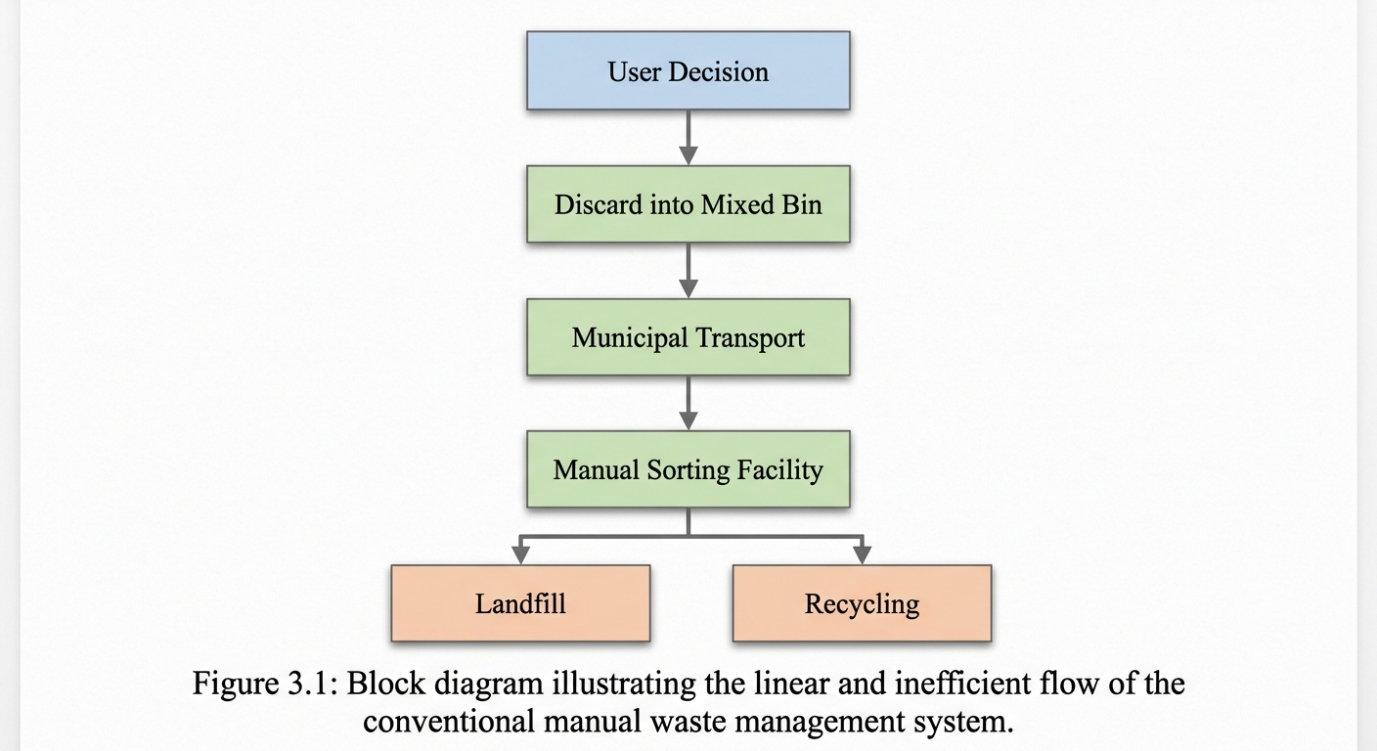 User Decision
Discard into Mixed Bin
Municipal Transport
Manual Sorting Facility
Landfill
Recycling
Figure 3.1: Block diagram illustrating the linear and inefficient flow of the
conventional manual waste management system.